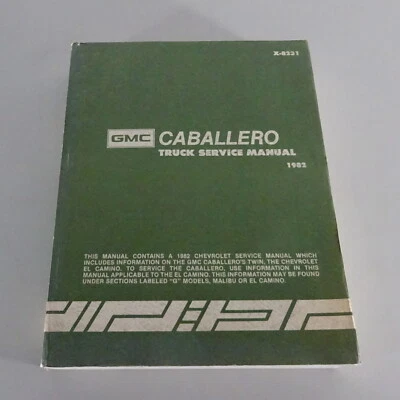 X-8221
GMC CABALLERO
TRUCK SERVICE MANUAL
1982
THIS MANUAL CONTAINS A 1982 CHEVROLET SERVICE MANUAL WHICH
INCLUDES INFORMATION ON THE GMC CABALLERO'S TWIN, THE CHEVROLET
EL CAMINO. TO SERVICE THE CABALLERO, USE INFORMATION IN THIS
MANUAL APPLICABLE TO THE EL CAMINO. THIS INFORMATION MAY BE FOUND
UNDER SECTIONS LABELED "G" MODELS, MALIBU OR EL CAMINO.